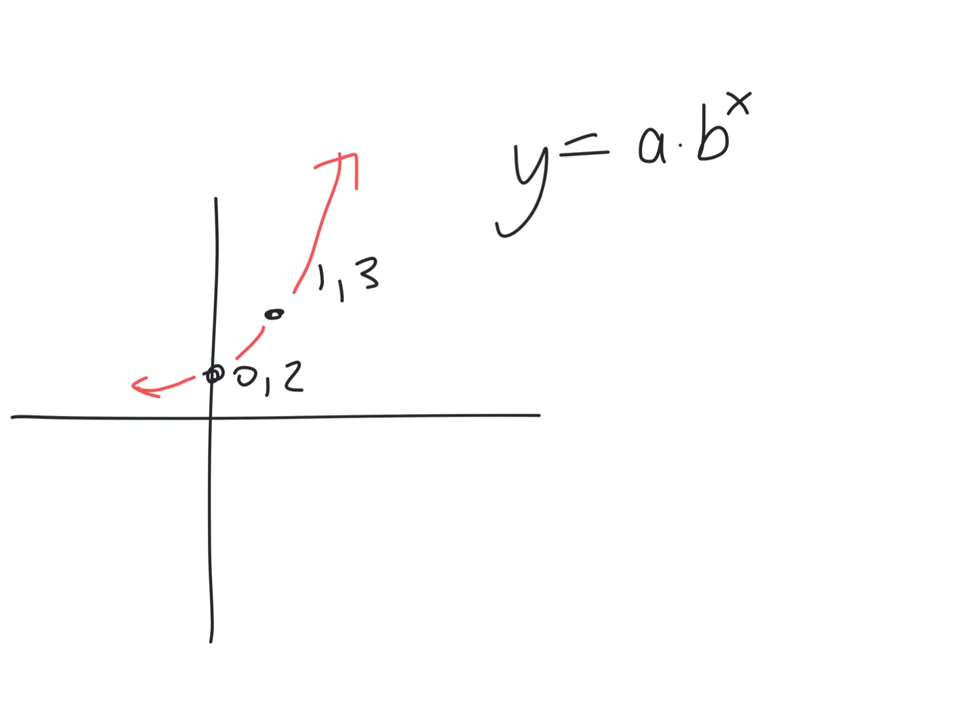 y = a · b^x
1,3
0,2